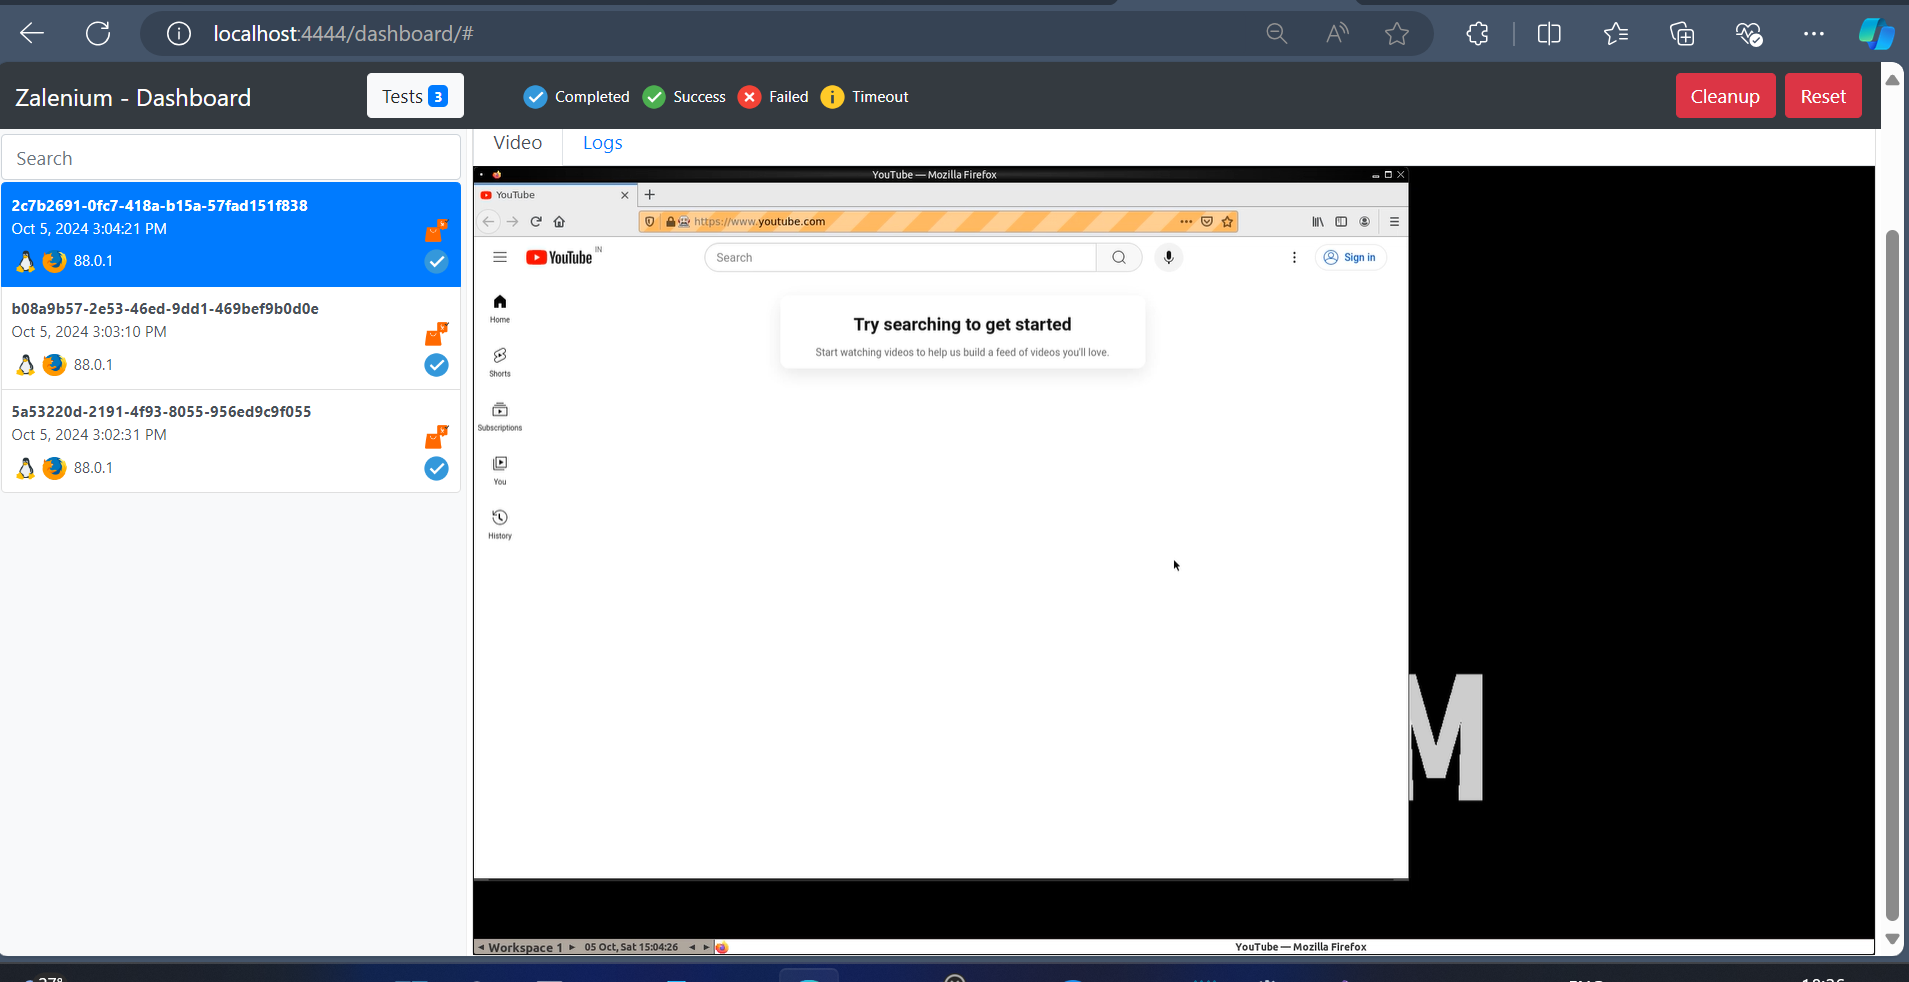 localhost:4444/dashboard/#
Zalenium - Dashboard
Tests 3
Completed
Success
Failed
Timeout
Cleanup
Reset
Search
2c7b2691-0fc7-418a-b15a-57fad151f838
Oct 5, 2024 3:04:21 PM
88.0.1
b08a9b57-2e53-46ed-9dd1-469bef9b0d0e
Oct 5, 2024 3:03:10 PM
88.0.1
5a53220d-2191-4f93-8055-956ed9c9f055
Oct 5, 2024 3:02:31 PM
88.0.1
Video
Logs
YouTube — Mozilla Firefox
YouTube
https://www.youtube.com
YouTube IN
Search
Sign in
Home
Shorts
Subscriptions
You
History
Try searching to get started
Start watching videos to help us build a feed of videos you'll love.
M
Workspace 1
05 Oct, Sat 15:04:26
YouTube — Mozilla Firefox